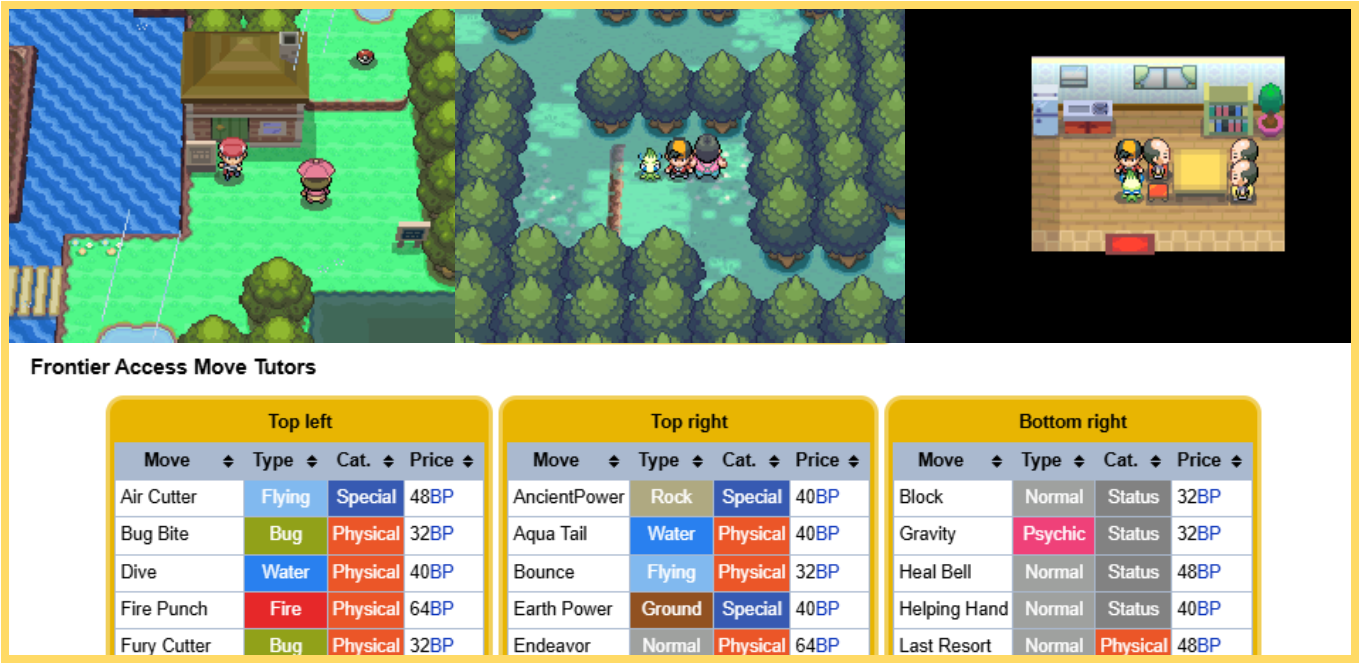 Frontier Access Move Tutors
Top left Top right Bottom right
Move Type Cat. Price Move Type Cat. Price Move Type Cat. Price
Air Cutter Flying Special 48BP AncientPower Rock Special 40BP Block Normal Status 32BP
Bug Bite Bug Physical 32BP Aqua Tail Water Physical 40BP Gravity Psychic Status 32BP
Dive Water Physical 40BP Bounce Flying Physical 32BP Heal Bell Normal Status 48BP
Fire Punch Fire Physical 64BP Earth Power Ground Special 40BP Helping Hand Normal Status 40BP
Fury Cutter Bug Physical 32BP Endeavor Normal Physical 64BP Last Resort Normal Physical 48BP